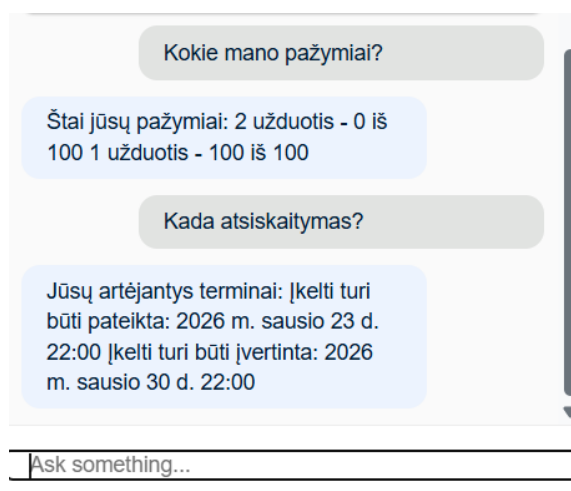 Kokie mano pažymiai?
Štai jūsų pažymiai: 2 užduotis - 0 iš
100 1 užduotis - 100 iš 100
Kada atsiskaitymas?
Jūsų artėjantys terminai: Įkelti turi
būti pateikta: 2026 m. sausio 23 d.
22:00 Įkelti turi būti įvertinta: 2026
m. sausio 30 d. 22:00
Ask something...